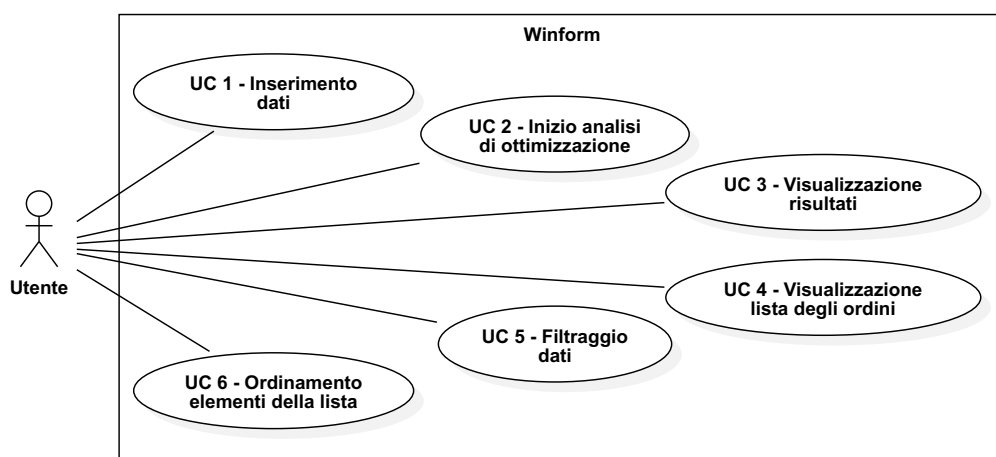 Winform
UC 1 - Inserimento
dati
UC 2 - Inizio analisi
di ottimizzazione
UC 3 - Visualizzazione
risultati
Utente
UC 4 - Visualizzazione
lista degli ordini
UC 5 - Filtraggio
dati
UC 6 - Ordinamento
elementi della lista